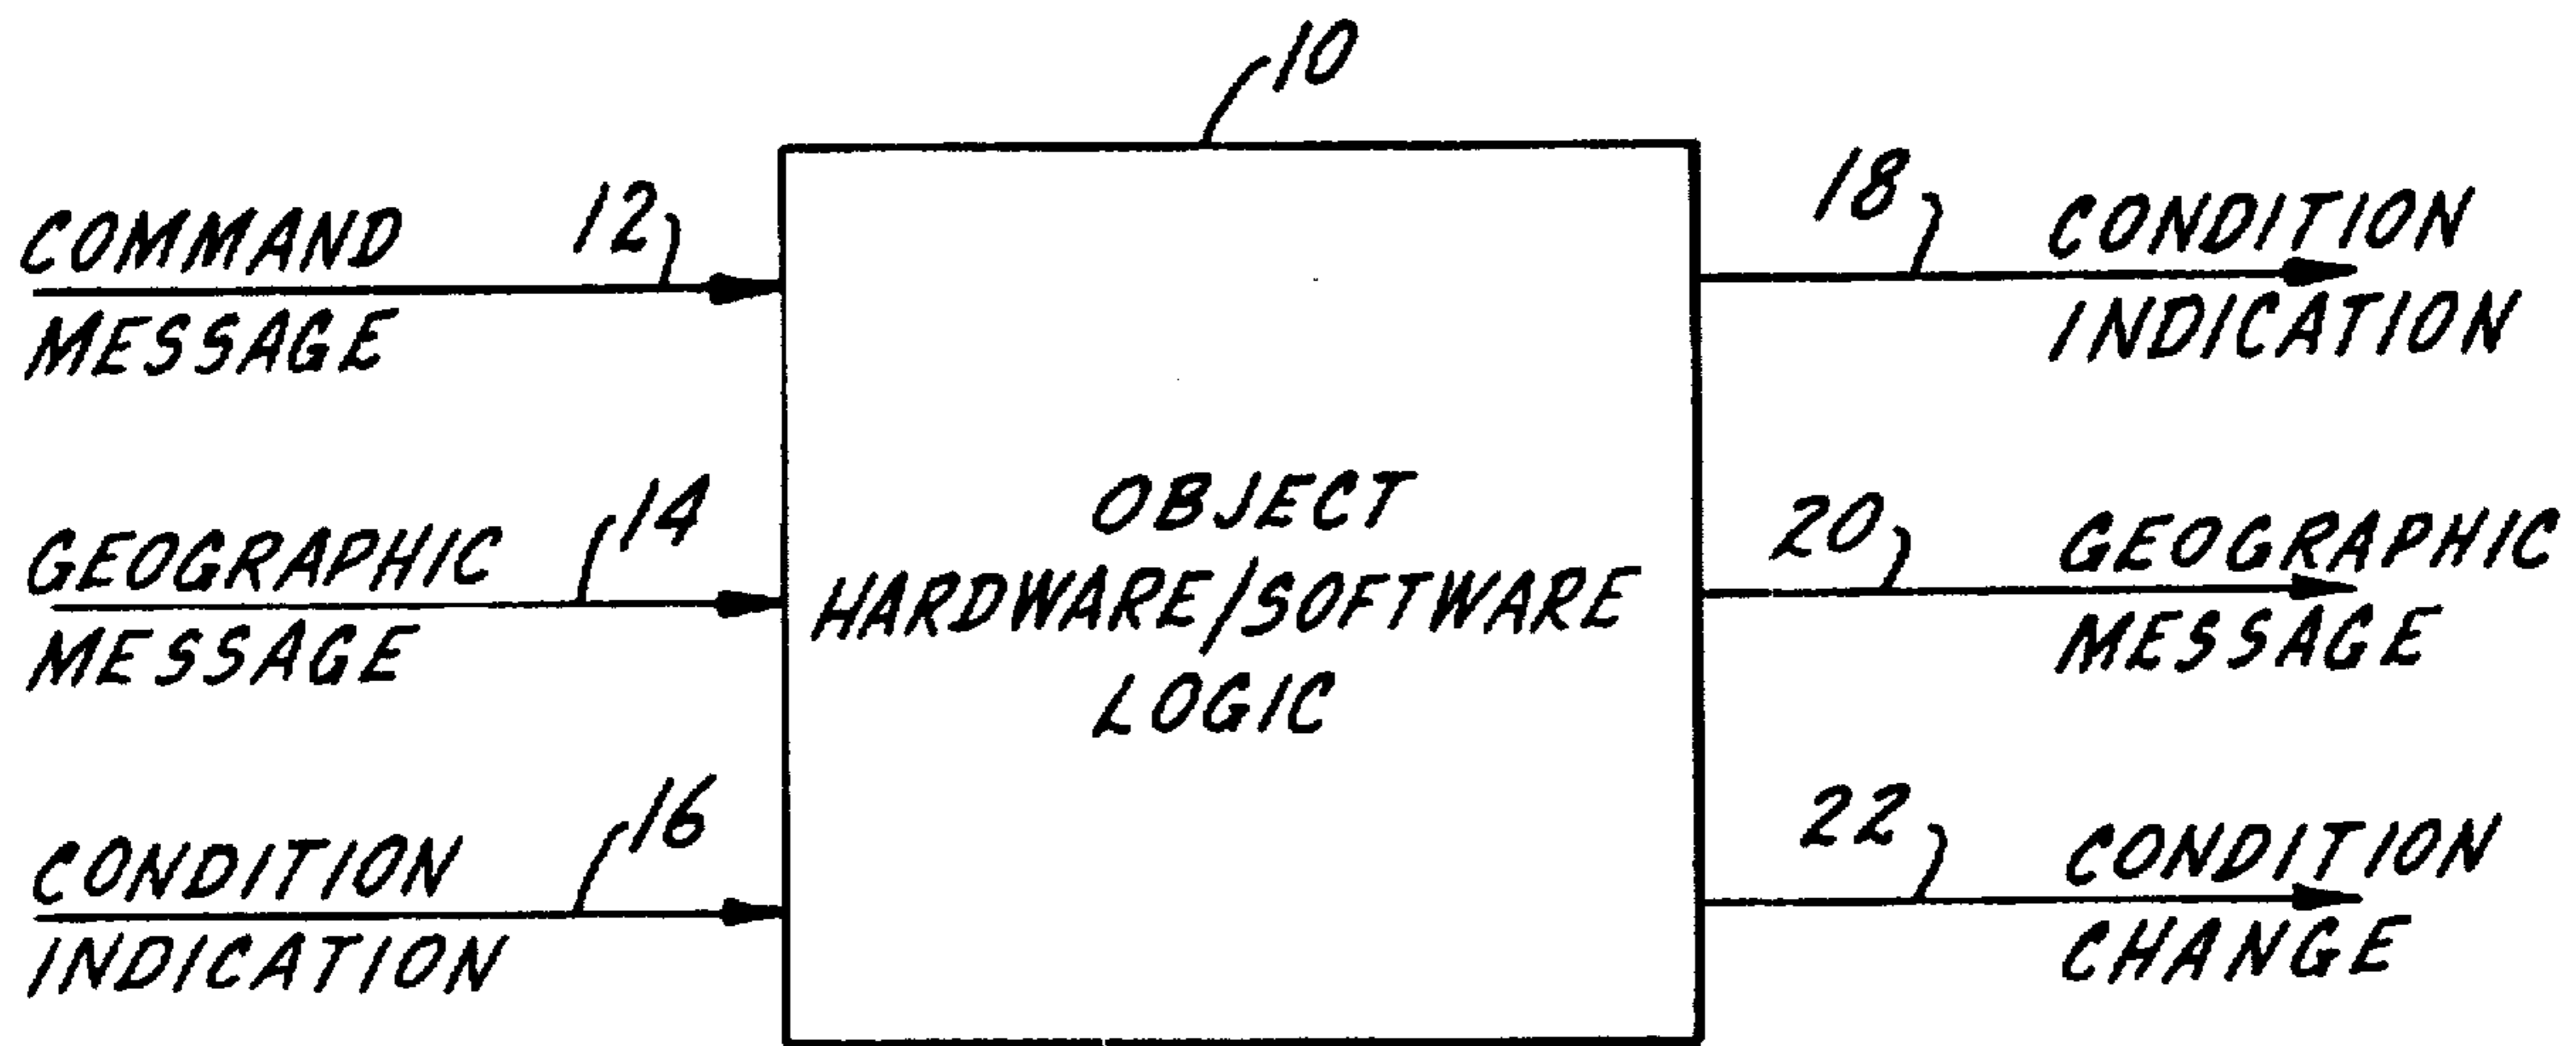 10
COMMAND 12
MESSAGE
GEOGRAPHIC 14
MESSAGE
CONDITION 16
INDICATION
OBJECT
HARDWARE/SOFTWARE
LOGIC
18 CONDITION
INDICATION
20 GEOGRAPHIC
MESSAGE
22 CONDITION
CHANGE